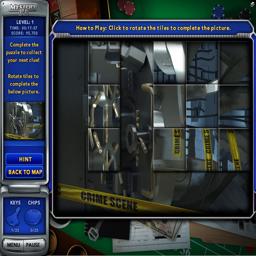 MYSTERY
P.I.
LEVEL: 1
How to Play: Click to rotate the tiles to complete the picture.
Complete the
puzzle to collect
your next clue!
Rotate tiles to
complete the
below picture.
HINT
BACK TO MAP
KEYS
CHIPS
MENU
PAUSE
CRIME SCENE